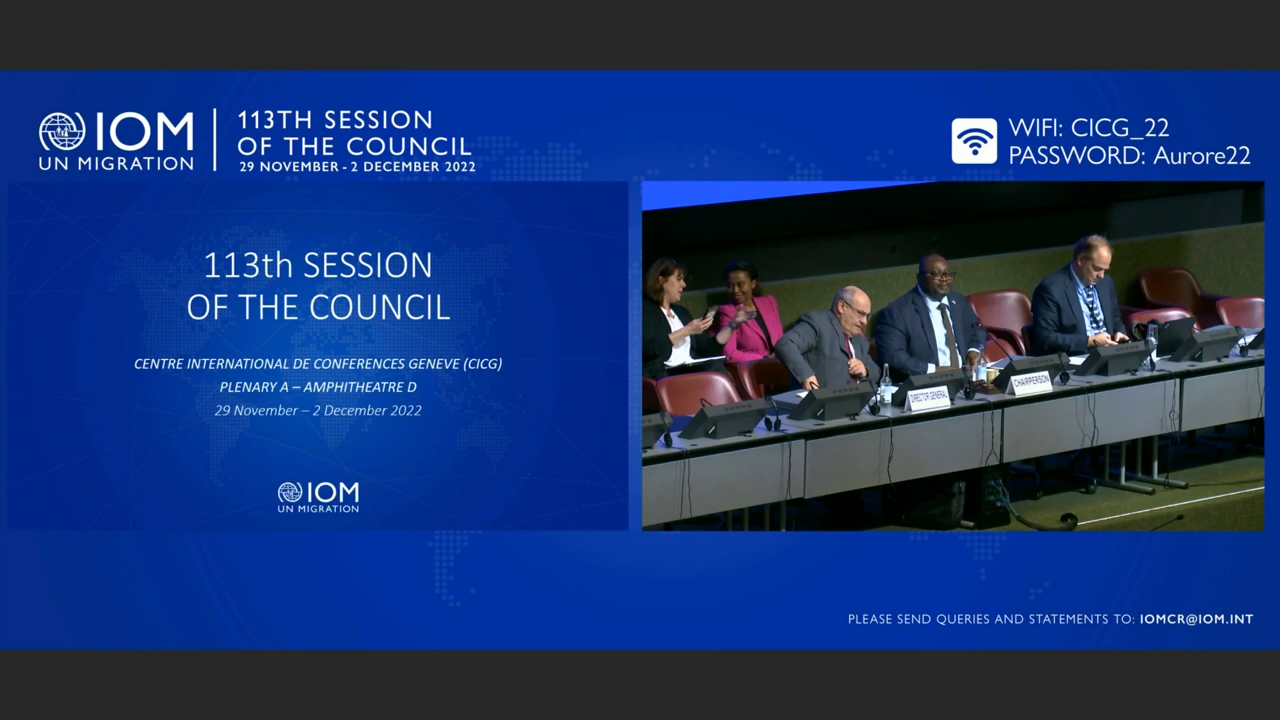 IOM
UN MIGRATION
113TH SESSION
OF THE COUNCIL
29 NOVEMBER - 2 DECEMBER 2022
WIFI: CICG_22
PASSWORD: Aurore22
113th SESSION
OF THE COUNCIL
CENTRE INTERNATIONAL DE CONFERENCES GENEVE (CICG)
PLENARY A – AMPHITHEATRE D
29 November – 2 December 2022
IOM
UN MIGRATION
DIRECTOR GENERAL
CHAIRPERSON
PLEASE SEND QUERIES AND STATEMENTS TO: IOMCR@IOM.INT